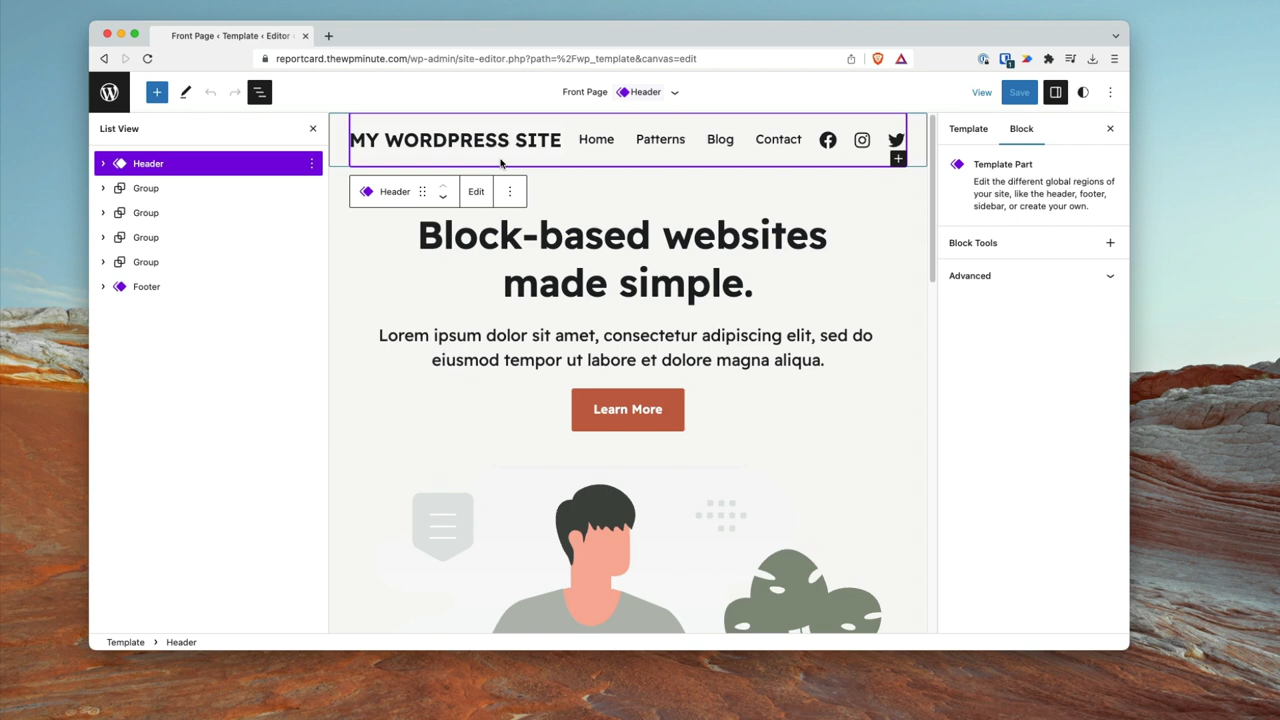 Front Page ‹ Template ‹ Editor
reportcard.thewpminute.com/wp-admin/site-editor.php?path=%2Fwp_template&canvas=edit
1
Front Page Header
View
Save
List View
Header
Group
Group
Group
Group
Footer
MY WORDPRESS SITE
Home
Patterns
Blog
Contact
Header
Edit
Block-based websites
made simple.
Lorem ipsum dolor sit amet, consectetur adipiscing elit, sed do
eiusmod tempor ut labore et dolore magna aliqua.
Learn More
Template
Block
Template Part
Edit the different global regions of
your site, like the header, footer,
sidebar, or create your own.
Block Tools
Advanced
Template › Header